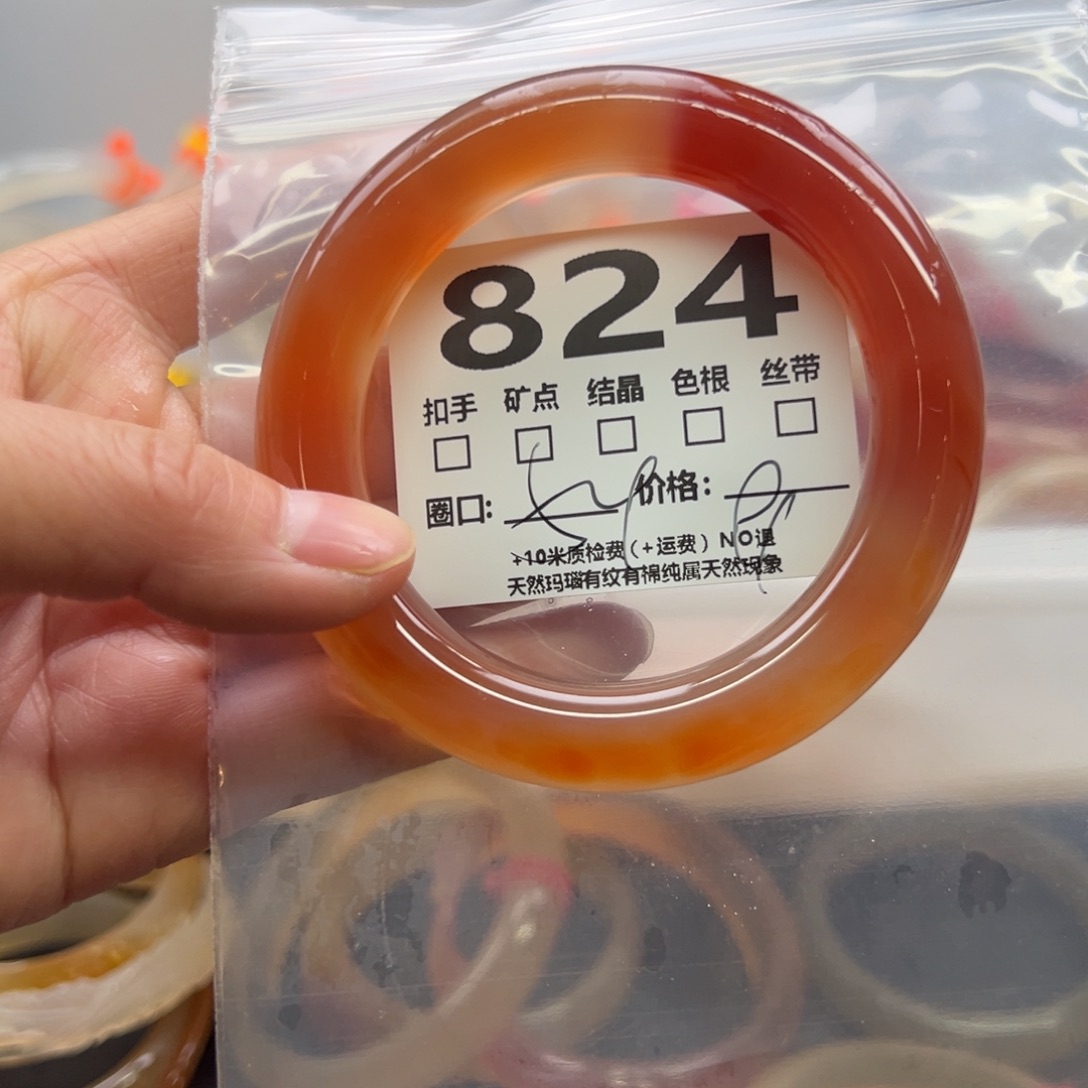 824
扣手 矿点 结晶 色根 丝带
圈口: 价格:
+10米质检费(+运费) NO退
天然玛瑙有纹有棉纯属天然现象